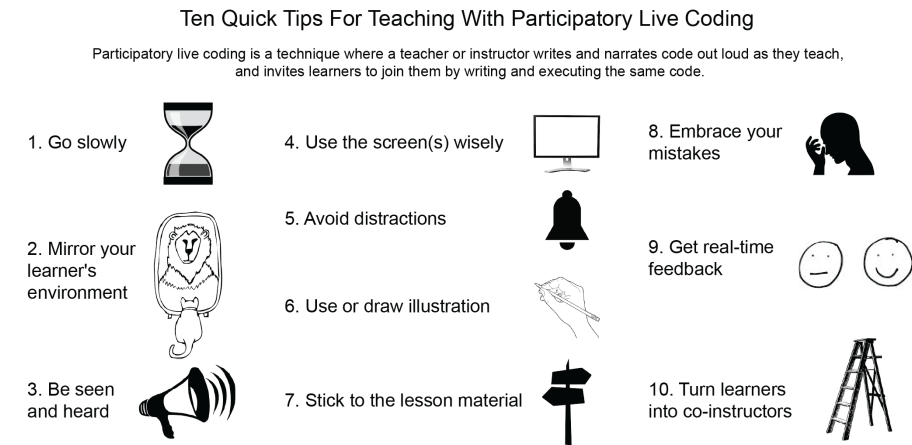 Ten Quick Tips For Teaching With Participatory Live Coding
Participatory live coding is a technique where a teacher or instructor writes and narrates code out loud as they teach,
and invites learners to join them by writing and executing the same code.
1. Go slowly
2. Mirror your
learner's
environment
3. Be seen
and heard
4. Use the screen(s) wisely
5. Avoid distractions
6. Use or draw illustration
7. Stick to the lesson material
8. Embrace your
mistakes
9. Get real-time
feedback
10. Turn learners
into co-instructors